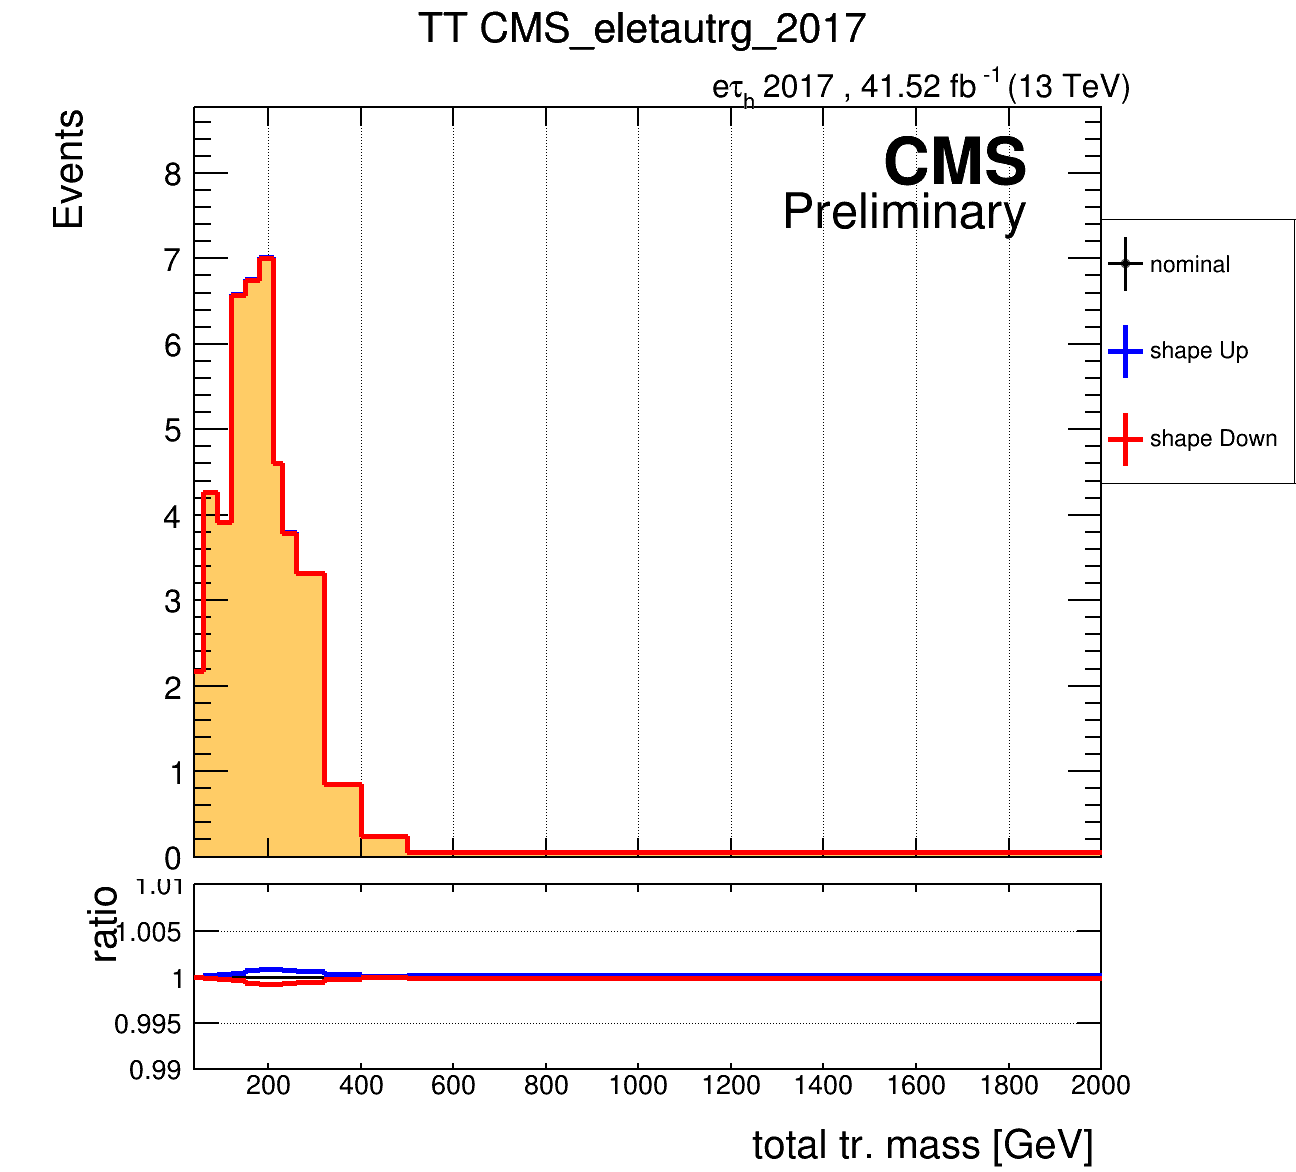 TT CMS_eletautrg_2017
eτh 2017 , 41.52 fb -1 (13 TeV)
Events
CMS
Preliminary
8
7
6
5
4
3
2
1
0
nominal
shape Up
shape Down
ratio
1.01
1.005
1
0.995
0.99
200 400 600 800 1000 1200 1400 1600 1800 2000
total tr. mass [GeV]